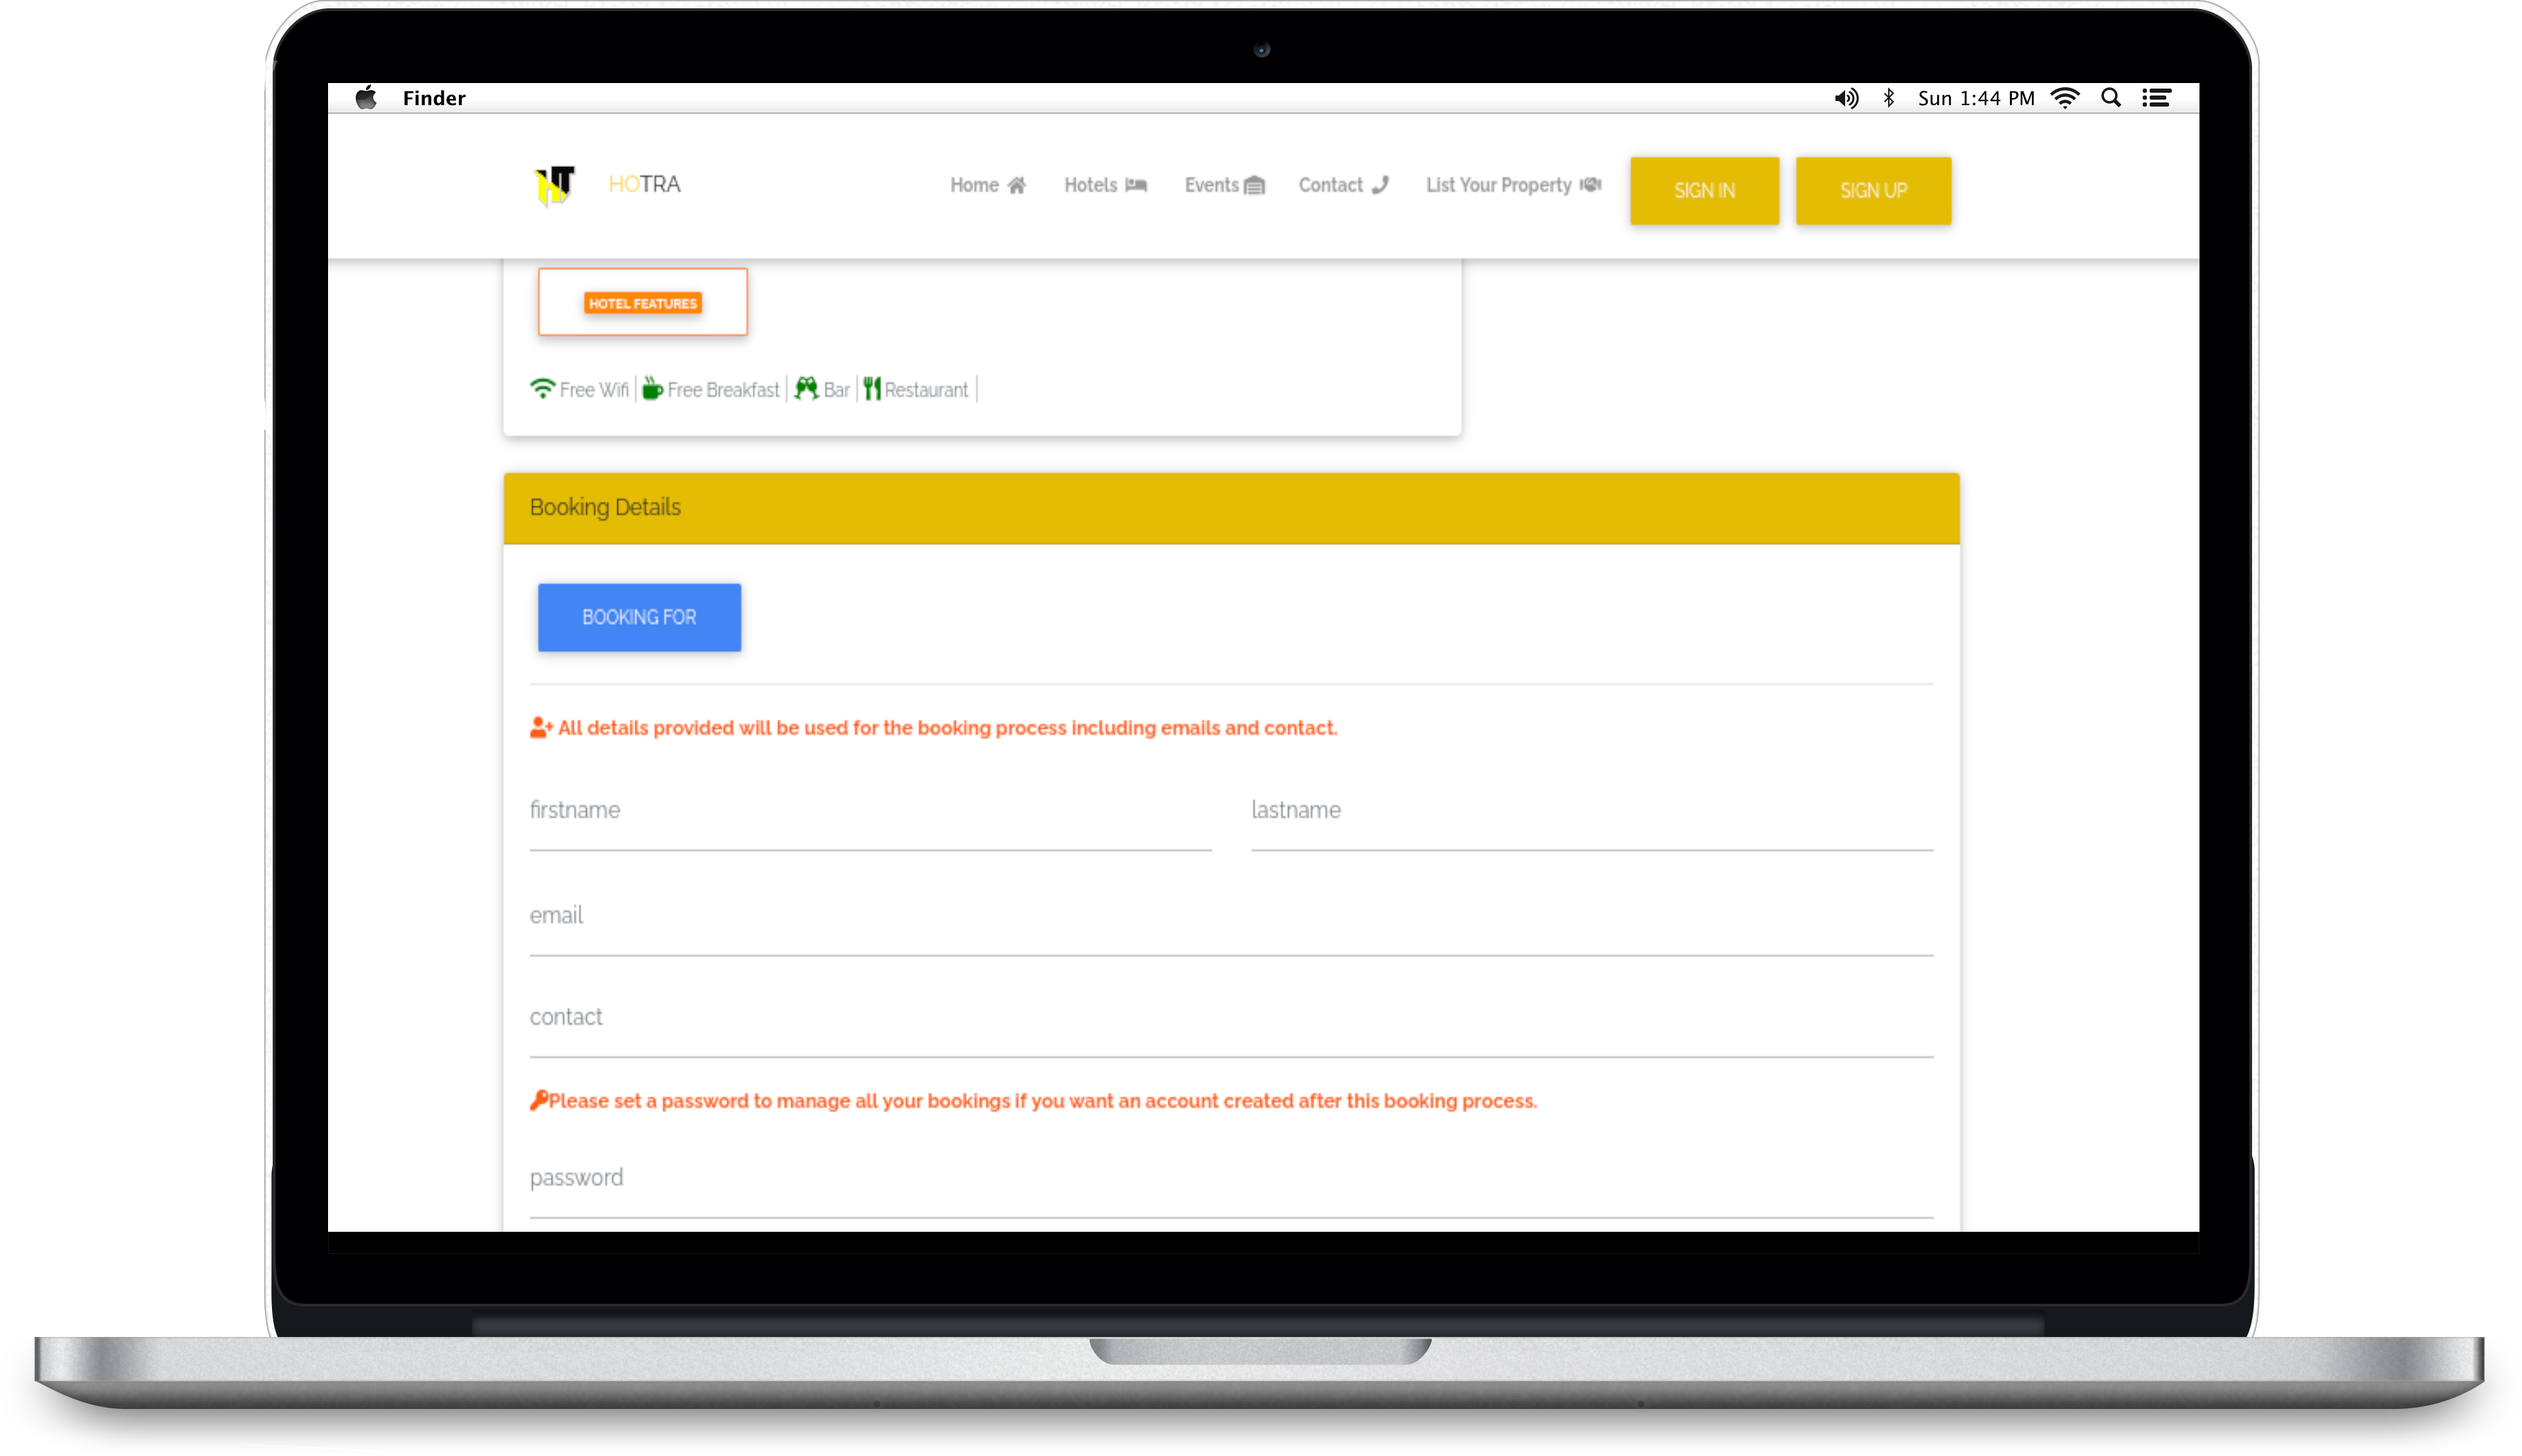 Finder
Sun 1:44 PM
HOTRA
Home
Hotels
Events
Contact
List Your Property
SIGN IN
SIGN UP
HOTEL FEATURES
Free Wifi
Free Breakfast
Bar
Restaurant
Booking Details
BOOKING FOR
All details provided will be used for the booking process including emails and contact.
firstname
lastname
email
contact
Please set a password to manage all your bookings if you want an account created after this booking process.
password